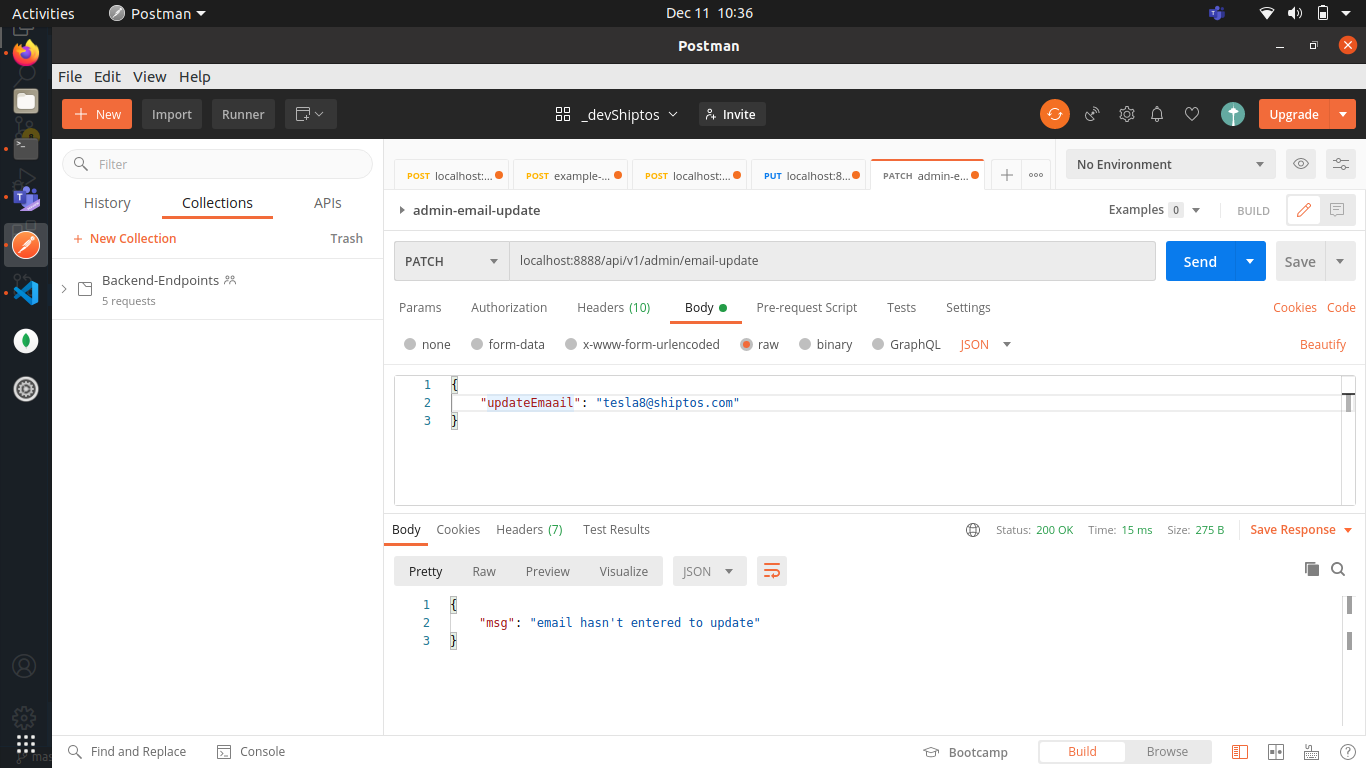 Activities Postman Dec 11 10:36
Postman
File Edit View Help
New Import Runner _devShiptos Invite Upgrade
Filter
History Collections APIs
+ New Collection Trash
Backend-Endpoints
5 requests
POST localhost:... POST example-... POST localhost:... PUT localhost:8... PATCH admin-e... No Environment
admin-email-update Examples 0 BUILD
PATCH localhost:8888/api/v1/admin/email-update Send Save
Params Authorization Headers (10) Body Pre-request Script Tests Settings Cookies Code
none form-data x-www-form-urlencoded raw binary GraphQL JSON Beautify
1 {
2 "updateEmaail": "tesla8@shiptos.com"
3 }
Body Cookies Headers (7) Test Results Status: 200 OK Time: 15 ms Size: 275 B Save Response
Pretty Raw Preview Visualize JSON
1 {
2 "msg": "email hasn't entered to update"
3 }
Find and Replace Console Bootcamp Build Browse